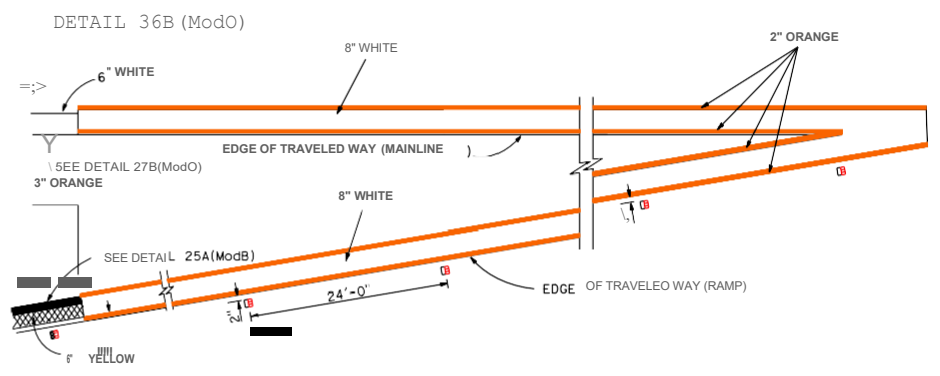 DETAIL 36B(ModO)
2" ORANGE
8" WHITE
6" WHITE
=;>
Y
EDGE OF TRAVELED WAY (MAINLINE )
\ 5EE DETAIL 27B(ModO)
3" ORANGE
8" WHITE
SEE DETAIL 25A(ModB)
24'-0"
EDGE OF TRAVELEO WAY (RAMP)
2"
6" YELLOW